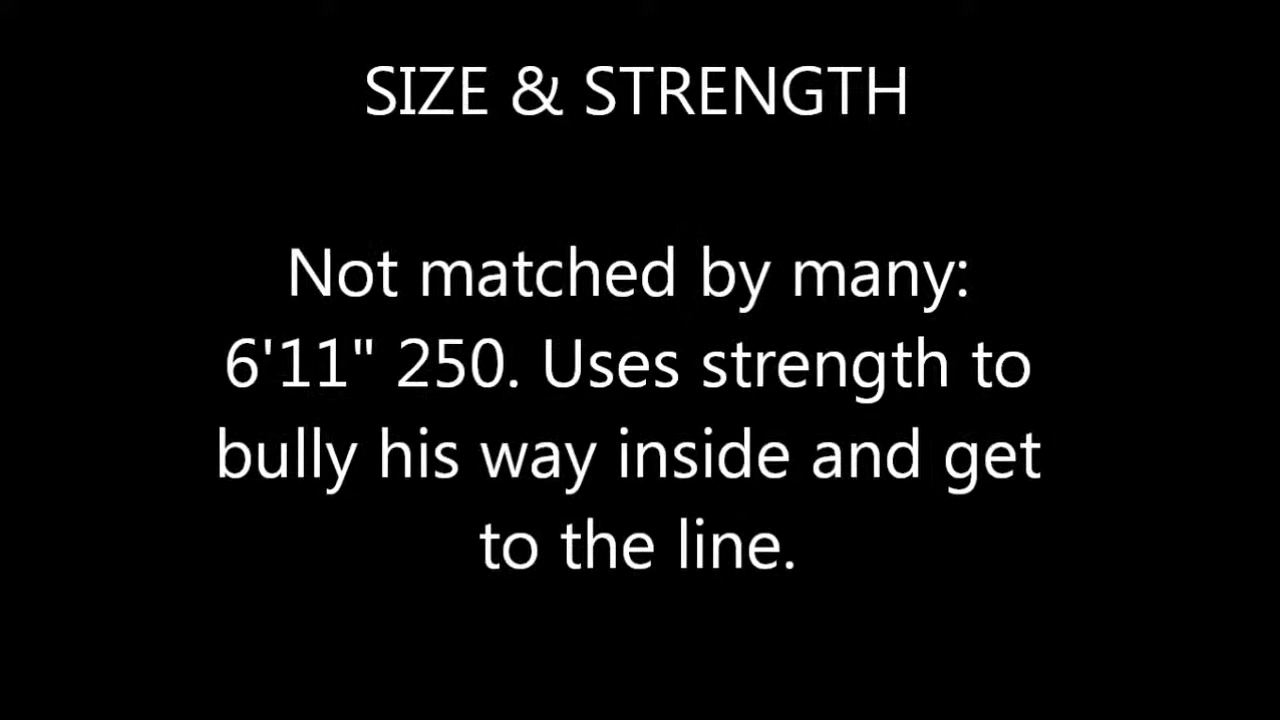 SIZE & STRENGTH
Not matched by many:
6'11" 250. Uses strength to
bully his way inside and get
to the line.